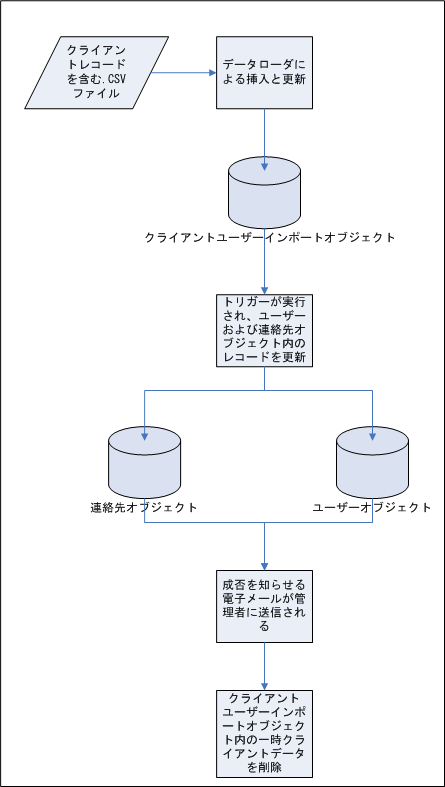 クライアン
トレコード
を含む.CSV
ファイル
データローダに
よる挿入と更新
クライアントユーザーインポートオブジェクト
トリガーが実行
され、ユーザー
および連絡先オ
ブジェクト内の
レコードを更新
連絡先オブジェクト
ユーザーオブジェクト
成否を知らせる
電子メールが管
理者に送信され
る
クライアント
ユーザーインポ
ートオブジェク
ト内の一時クラ
イアントデータ
を削除